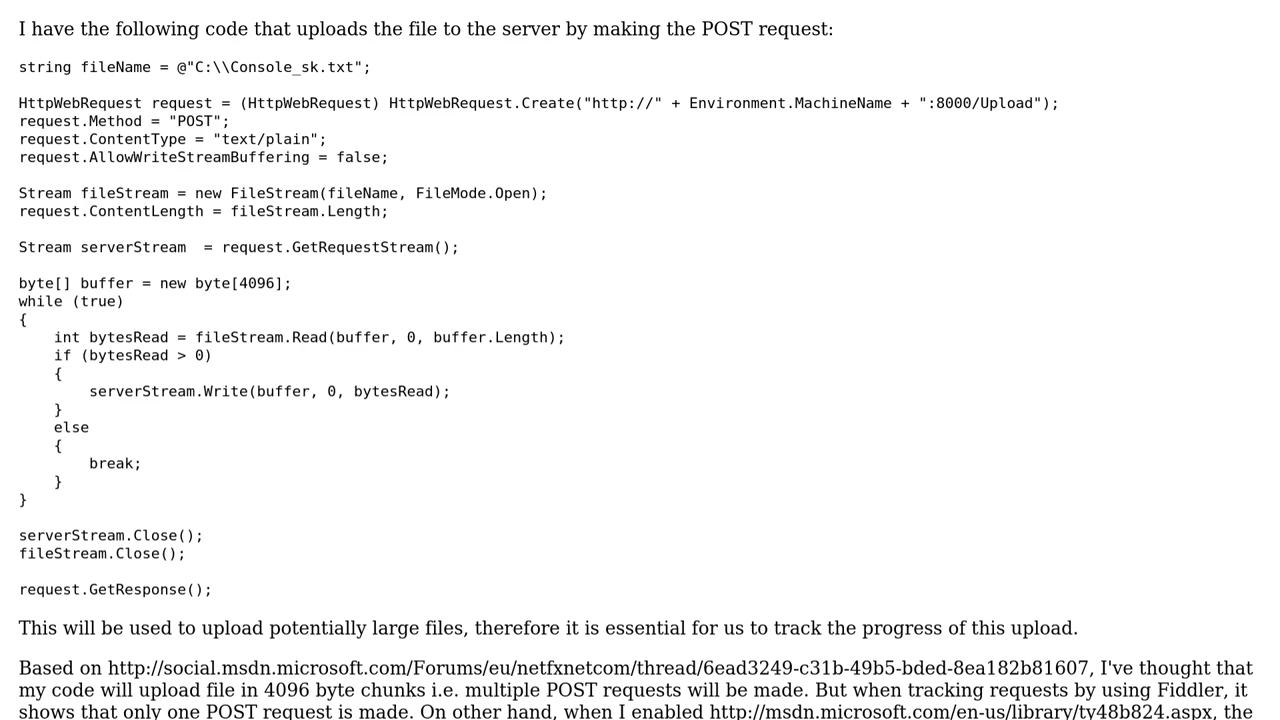 I have the following code that uploads the file to the server by making the POST request:
string fileName = @"C:\\Console_sk.txt";
HttpWebRequest request = (HttpWebRequest) HttpWebRequest.Create("http://" + Environment.MachineName + ":8000/Upload");
request.Method = "POST";
request.ContentType = "text/plain";
request.AllowWriteStreamBuffering = false;
Stream fileStream = new FileStream(fileName, FileMode.Open);
request.ContentLength = fileStream.Length;
Stream serverStream  = request.GetRequestStream();
byte[] buffer = new byte[4096];
while (true)
{
    int bytesRead = fileStream.Read(buffer, 0, buffer.Length);
    if (bytesRead > 0)
    {
        serverStream.Write(buffer, 0, bytesRead);
    }
    else
    {
        break;
    }
}
serverStream.Close();
fileStream.Close();
request.GetResponse();
This will be used to upload potentially large files, therefore it is essential for us to track the progress of this upload.
Based on http://social.msdn.microsoft.com/Forums/eu/netfxnetcom/thread/6ead3249-c31b-49b5-bded-8ea182b81607, I've thought that
my code will upload file in 4096 byte chunks i.e. multiple POST requests will be made. But when tracking requests by using Fiddler, it
shows that only one POST request is made. On other hand, when I enabled http://msdn.microsoft.com/en-us/library/ty48b824.aspx, the